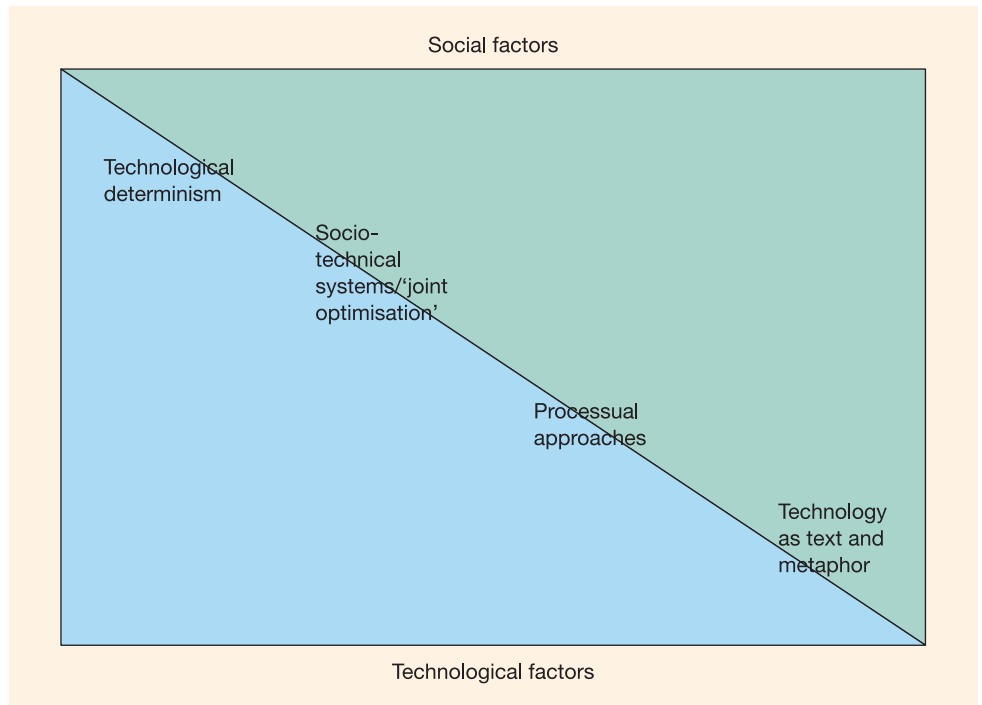 Social factors
Technological
determinism
Socio-
technical
systems/‘joint
optimisation’
Processual
approaches
Technology
as text and
metaphor
Technological factors